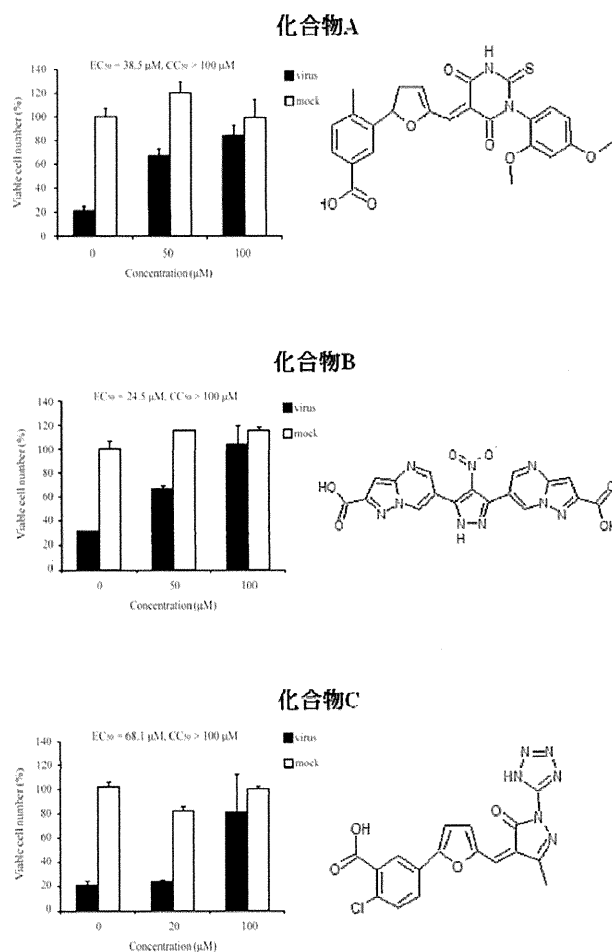 化合物A
EC50 = 38.5 μM, CC50 > 100 μM
virus
mock
Viable cell number (%)
140
120
100
80
60
40
20
0
0 50 100
Concentration (μM)
H
N S
O
N
O
O
O
O
HO O
化合物B
EC50 = 24.5 μM, CC50 > 100 μM
virus
mock
Viable cell number (%)
140
120
100
80
60
40
20
0
0 50 100
Concentration (μM)
O O-
N
N N
HO O
N N N N N
N
H
O OH
化合物C
EC50 = 68.1 μM, CC50 > 100 μM
virus
mock
Viable cell number (%)
140
120
100
80
60
40
20
0
0 20 100
Concentration (μM)
N N
HN N
O N
N
OH
O
O
Cl